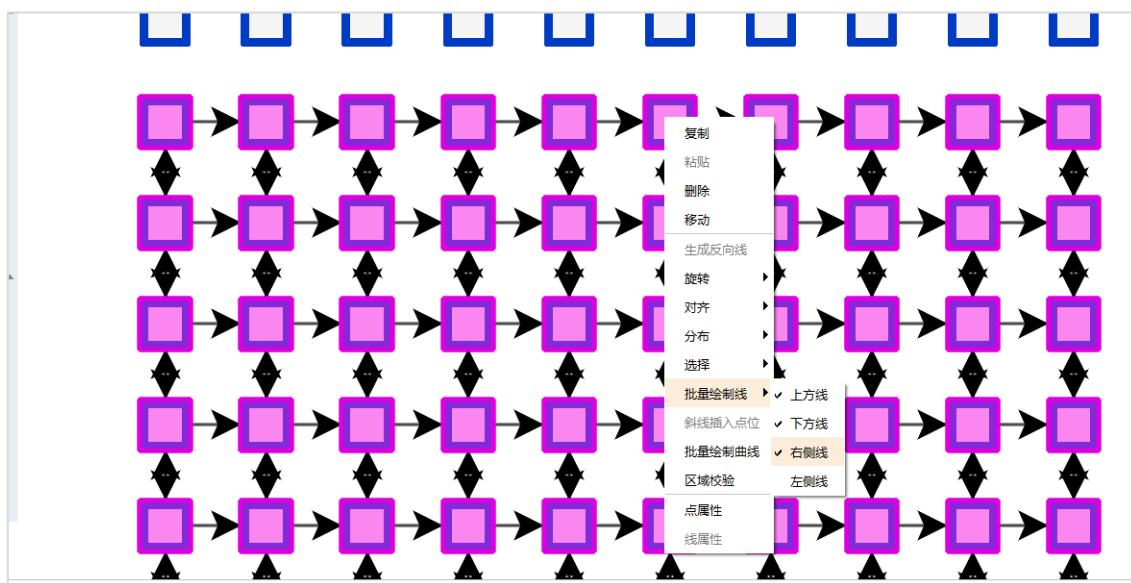 复制
粘贴
删除
移动
生成反向线
旋转
对齐
分布
选择
批量绘制线
上方线
斜线插入点位
下方线
批量绘制曲线
右侧线
区域校验
左侧线
点属性
线属性